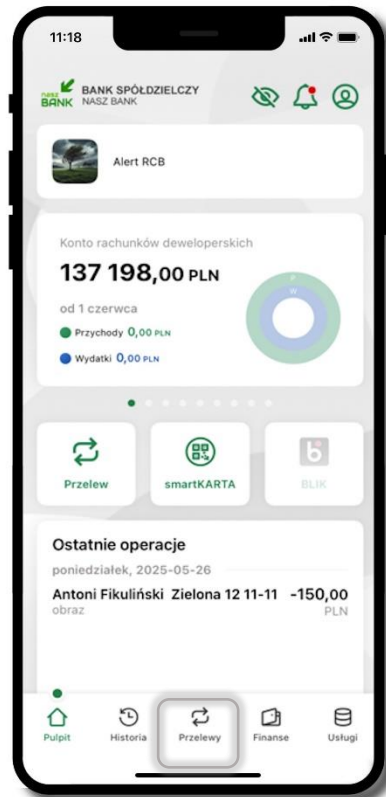 11:18
nasz BANK
BANK SPÓŁDZIELCZY
NASZ BANK
Alert RCB
Konto rachunków deweloperskich
137 198,00 PLN
od 1 czerwca
Przychody 0,00 PLN
Wydatki 0,00 PLN
P
W
Przelew
smartKARTA
BLIK
Ostatnie operacje
poniedziałek, 2025-05-26
Antoni Fikuliński Zielona 12 11-11 -150,00
obraz PLN
Pulpit Historia Przelewy Finanse Usługi